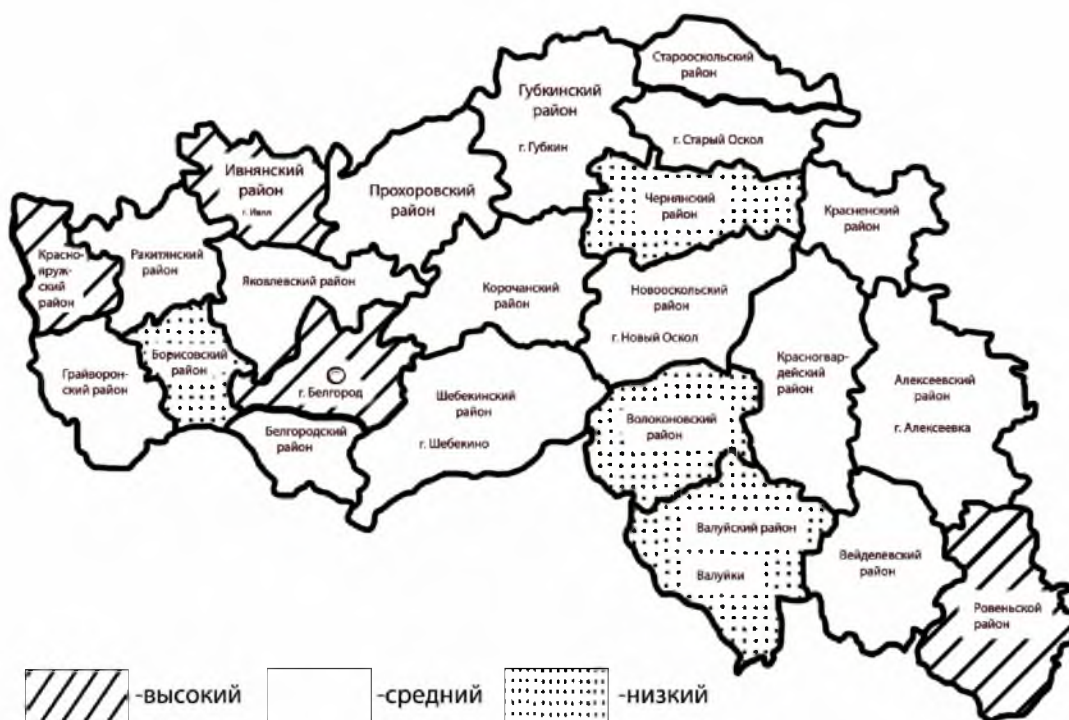 Старооскольский
район
Губкинский
район
г. Губкин
г. Старый Оскол
Ивнянский
район
Прохоровский
район
Чернянский
район
Красненский
район
Красно-
яруж-
ский
район
Ракитянский
район
Яковлевский район
Корочанский
район
Новооскольский
район
г. Новый Оскол
Грайворон-
ский район
Борисовский
район
г. Белгород
Белгородский
район
Шебекинский
район
г. Шебекино
Волоконовский
район
Красногвар-
дейский
район
Алексеевский
район
г. Алексеевка
Валуйский район
Валуйки
Вейделевский
район
Ровеньской
район
-высокий
-средний
-низкий